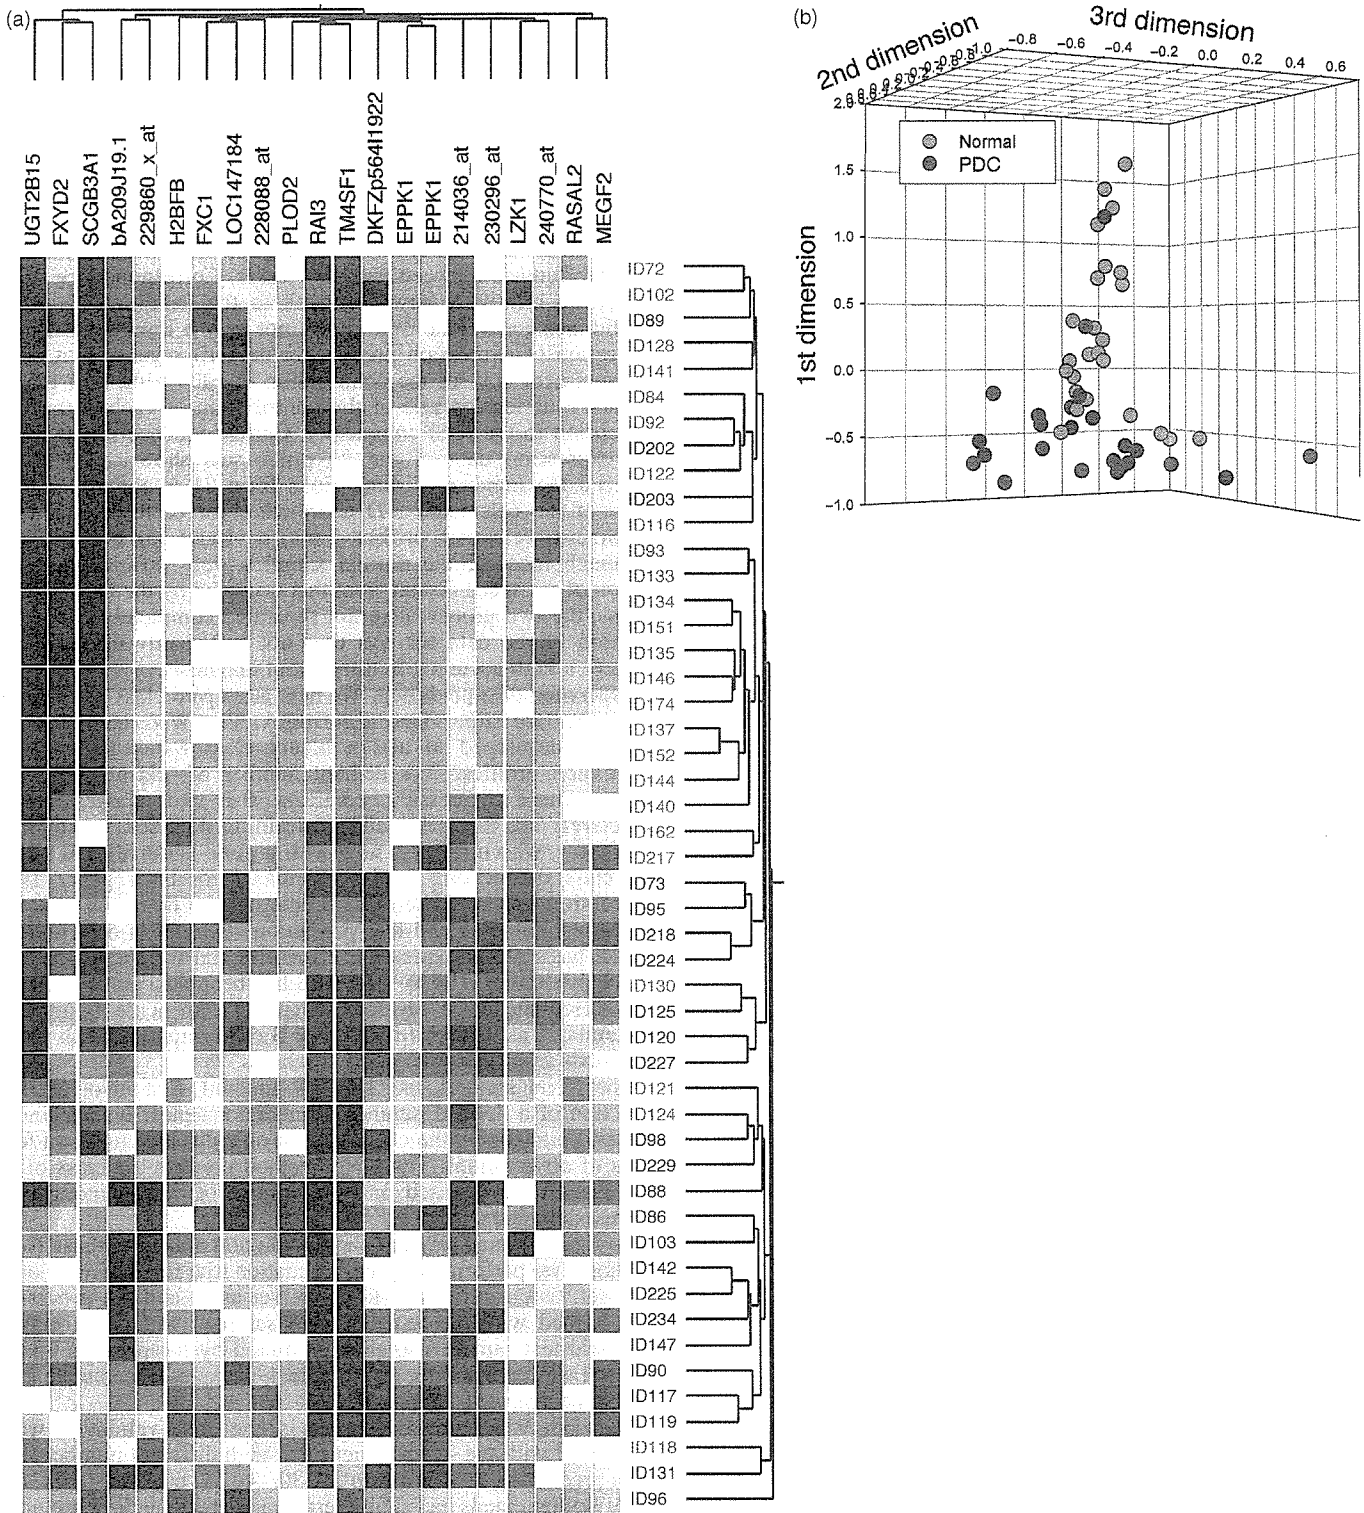 (a)
UGT2B15
FXYD2
SCGB3A1
bA209J19.1
229860_x_at
H2BFB
FXC1
LOC147184
228088_at
PLOD2
RAI3
TM4SF1
DKFZp564I1922
EPPK1
EPPK1
214036_at
230296_at
LZK1
240770_at
RASAL2
MEGF2
ID72
ID102
ID89
ID128
ID141
ID84
ID92
ID202
ID122
ID203
ID116
ID93
ID133
ID134
ID151
ID135
ID146
ID174
ID137
ID152
ID144
ID140
ID162
ID217
ID73
ID95
ID218
ID224
ID130
ID125
ID120
ID227
ID121
ID124
ID98
ID229
ID88
ID86
ID103
ID142
ID225
ID234
ID147
ID90
ID117
ID119
ID118
ID131
ID96
(b)
2nd dimension
3rd dimension
−0.8
−0.6
−0.4
−0.2
0.0
0.2
0.4
0.6
Normal
PDC
1st dimension
1.5
1.0
0.5
0.0
−0.5
−1.0